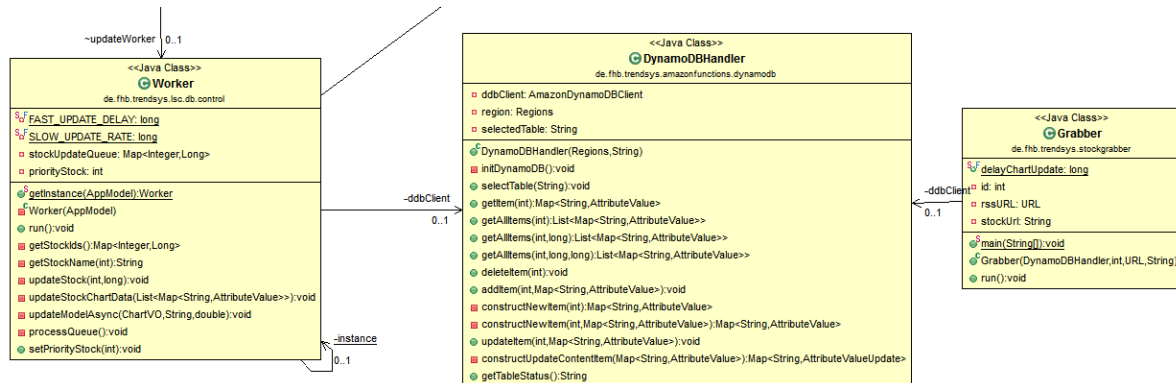 ~updateWorker
0..1
<<Java Class>>
Worker
de.fhb.trendsys.lsc.db.control
FAST_UPDATE_DELAY: long
SLOW_UPDATE_RATE: long
stockUpdateQueue: Map<Integer,Long>
priorityStock: int
getInstance(AppModel):Worker
Worker(AppModel)
run():void
getStockIds():Map<Integer,Long>
getStockName(int):String
updateStock(int,long):void
updateStockChartData(List<Map<String,AttributeValue>>):void
updateModelAsync(ChartVO,String,double):void
processQueue():void
setPriorityStock(int):void
-instance
0..1
-ddbClient
0..1
<<Java Class>>
DynamoDBHandler
de.fhb.trendsys.amazonfunctions.dynamodb
ddbClient: AmazonDynamoDBClient
region: Regions
selectedTable: String
DynamoDBHandler(Regions,String)
initDynamoDB():void
selectTable(String):void
getItem(int):Map<String,AttributeValue>
getAllItems(int):List<Map<String,AttributeValue>>
getAllItems(int,long):List<Map<String,AttributeValue>>
getAllItems(int,long,long):List<Map<String,AttributeValue>>
deleteItem(int):void
addItem(int,Map<String,AttributeValue>):void
constructNewItem(int):Map<String,AttributeValue>
constructNewItem(int,Map<String,AttributeValue>):Map<String,AttributeValue>
updateItem(int,Map<String,AttributeValue>):void
constructUpdateContentItem(Map<String,AttributeValue>):Map<String,AttributeValueUpdate>
getTableStatus():String
-ddbClient
0..1
<<Java Class>>
Grabber
de.fhb.trendsys.stockgrabber
delayChartUpdate: long
id: int
rssURL: URL
stockUrl: String
main(String[]):void
Grabber(DynamoDBHandler,int,URL,String)
run():void